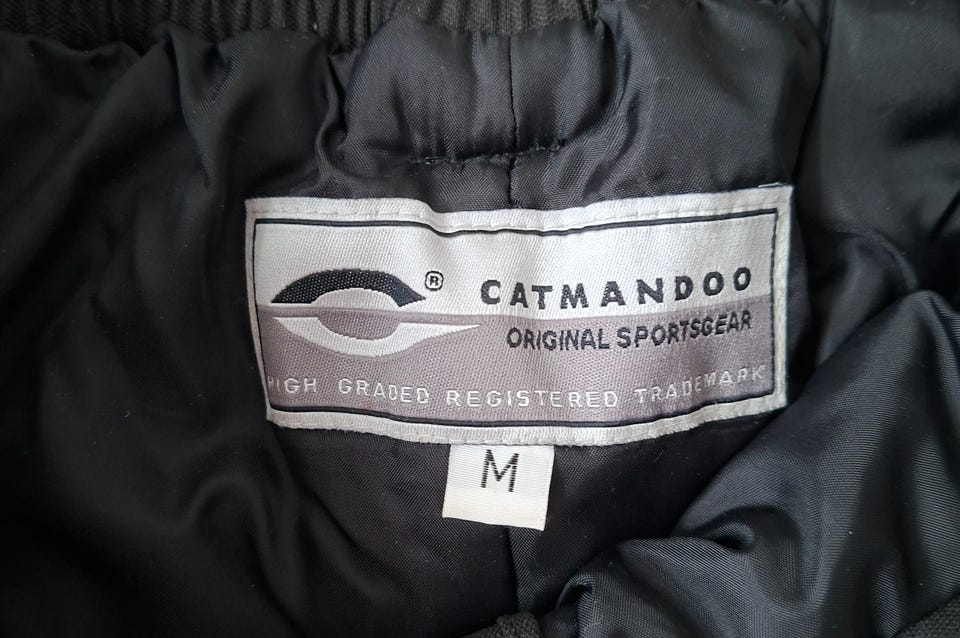 ®
CATMANDOO
ORIGINAL SPORTSGEAR
HIGH GRADED REGISTERED TRADEMARK
M